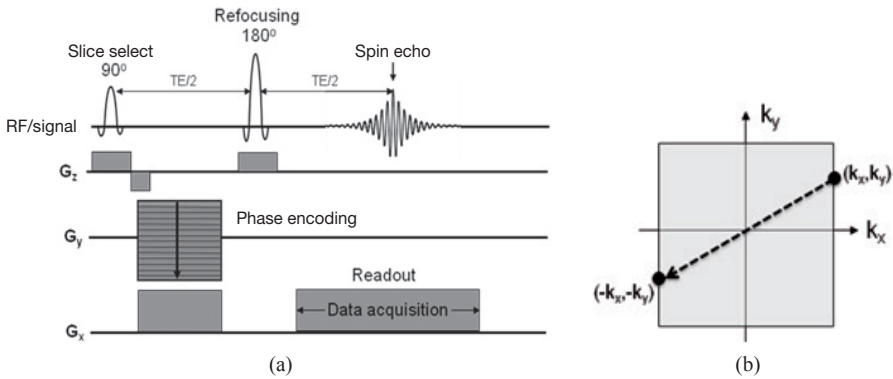 Refocusing
180⁰
Slice select
90⁰
Spin echo
TE/2
TE/2
RF/signal
G_z
Phase encoding
G_y
Readout
Data acquisition
G_x
(a)
k_y
(k_x,k_y)
k_x
(-k_x,-k_y)
(b)